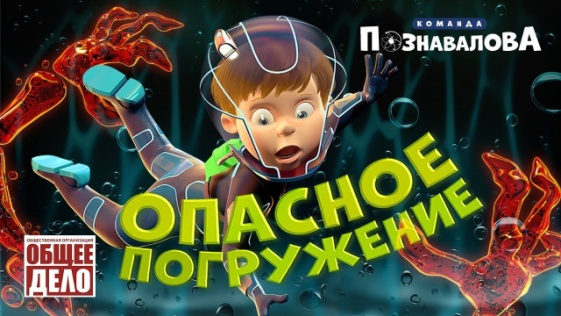 КОМАНДА
ПОЗНАВАЛОВА
ОПАСНОЕ
ПОГРУЖЕНИЕ
ОБЩЕСТВЕННАЯ ОРГАНИЗАЦИЯ
ОБЩЕЕ
ДЕЛО